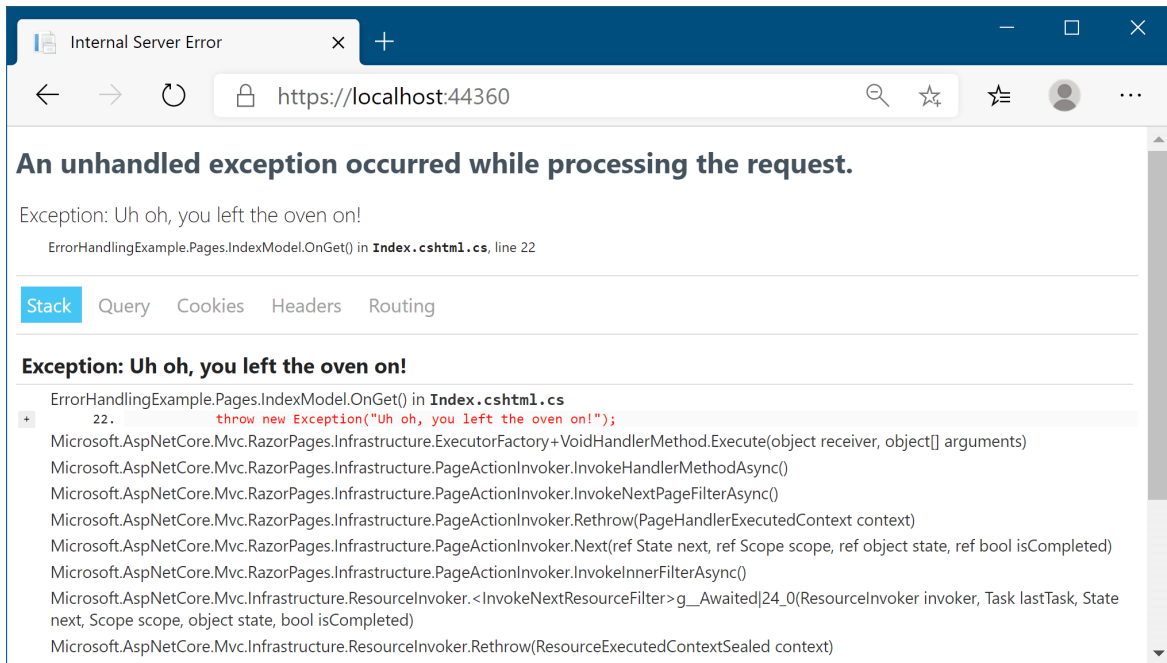 Internal Server Error
https://localhost:44360
An unhandled exception occurred while processing the request.
Exception: Uh oh, you left the oven on!
ErrorHandlingExample.Pages.IndexModel.OnGet() in Index.cshtml.cs, line 22
Stack Query Cookies Headers Routing
Exception: Uh oh, you left the oven on!
ErrorHandlingExample.Pages.IndexModel.OnGet() in Index.cshtml.cs
+ 22. throw new Exception("Uh oh, you left the oven on!");
Microsoft.AspNetCore.Mvc.RazorPages.Infrastructure.ExecutorFactory+VoidHandlerMethod.Execute(object receiver, object[] arguments)
Microsoft.AspNetCore.Mvc.RazorPages.Infrastructure.PageActionInvoker.InvokeHandlerMethodAsync()
Microsoft.AspNetCore.Mvc.RazorPages.Infrastructure.PageActionInvoker.InvokeNextPageFilterAsync()
Microsoft.AspNetCore.Mvc.RazorPages.Infrastructure.PageActionInvoker.Rethrow(PageHandlerExecutedContext context)
Microsoft.AspNetCore.Mvc.RazorPages.Infrastructure.PageActionInvoker.Next(ref State next, ref Scope scope, ref object state, ref bool isCompleted)
Microsoft.AspNetCore.Mvc.RazorPages.Infrastructure.PageActionInvoker.InvokeInnerFilterAsync()
Microsoft.AspNetCore.Mvc.Infrastructure.ResourceInvoker.<InvokeNextResourceFilter>g__Awaited|24_0(ResourceInvoker invoker, Task lastTask, State
next, Scope scope, object state, bool isCompleted)
Microsoft.AspNetCore.Mvc.Infrastructure.ResourceInvoker.Rethrow(ResourceExecutedContextSealed context)